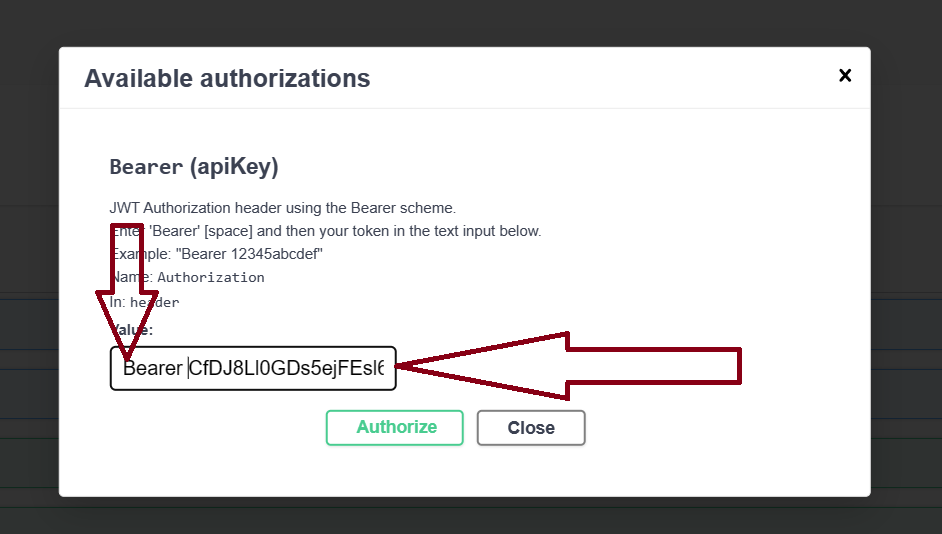 Available authorizations
×
Bearer (apiKey)
JWT Authorization header using the Bearer scheme.
Enter 'Bearer' [space] and then your token in the text input below.
Example: "Bearer 12345abcdef"
Name: Authorization
In: header
Value:
Bearer CfDJ8Ll0GDs5ejFEsl6
Authorize Close